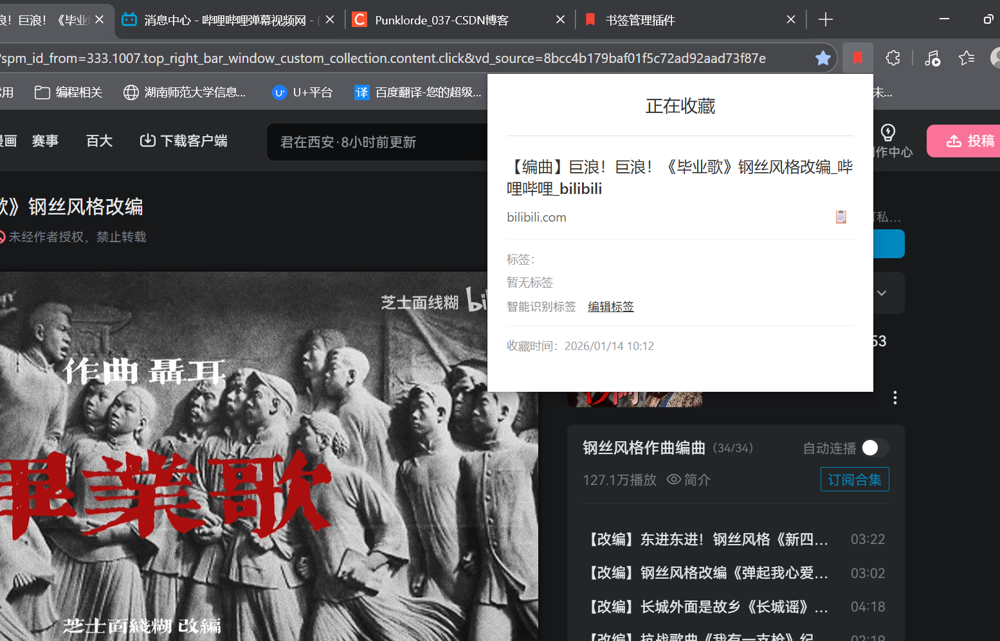 浪！巨浪！《毕业
消息中心 - 哔哩哔哩弹幕视频网 - (
Punklorde_037-CSDN博客
书签管理插件
?spm_id_from=333.1007.top_right_bar_window_custom_collection.content.click&vd_source=8bcc4b179baf01f5c72ad92aad73f87e
用
编程相关
湖南师范大学信息...
U+平台
译
百度翻译-您的超级...
未...
正在收藏
漫画
赛事
百大
下载客户端
君在西安·8小时前更新
创作中心
投稿
【编曲】巨浪！巨浪！《毕业歌》钢丝风格改编_哔
哩哔哩_bilibili
bilibili.com
歌》钢丝风格改编
未经作者授权，禁止转载
私...
标签：
暂无标签
智能识别标签 编辑标签
收藏时间：2026/01/14 10:12
芝士面线糊 bi
53
作曲 聶耳
畢業歌
芝士面綫糊 改編
钢丝风格作曲编曲 (34/34)
自动连播
127.1万播放
简介
订阅合集
【改编】东进东进！钢丝风格《新四... 03:22
【改编】钢丝风格改编《弹起我心爱... 03:02
【改编】长城外面是故乡《长城谣》... 04:18
【改编】抗战歌曲《我有一支枪》纪... 02:19